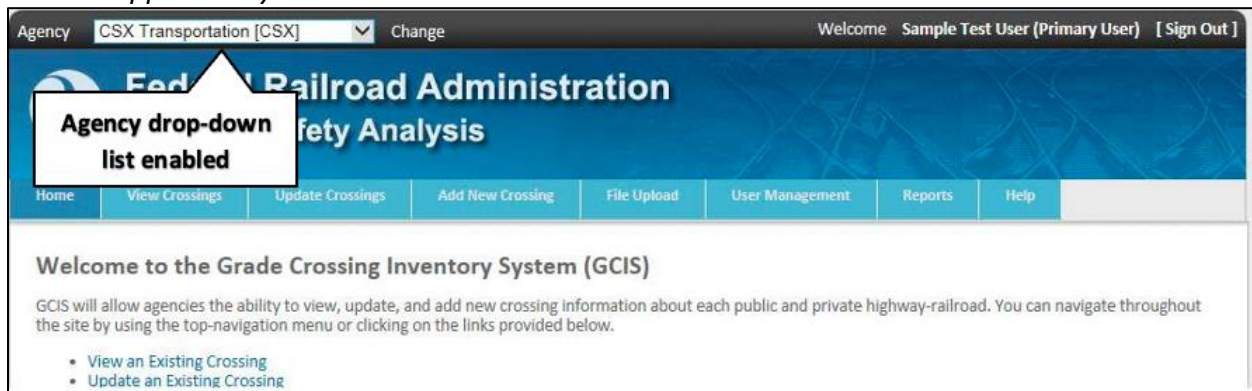 Agency CSX Transportation [CSX] Change Welcome Sample Test User (Primary User) [ Sign Out ]
Railroad Administration
Agency drop-down
list enabled
Analysis
Home View Crossings Update Crossings Add New Crossing File Upload User Management Reports Help
Welcome to the Grade Crossing Inventory System (GCIS)
GCIS will allow agencies the ability to view, update, and add new crossing information about each public and private highway-railroad. You can navigate throughout
the site by using the top-navigation menu or clicking on the links provided below.
• View an Existing Crossing
• Update an Existing Crossing